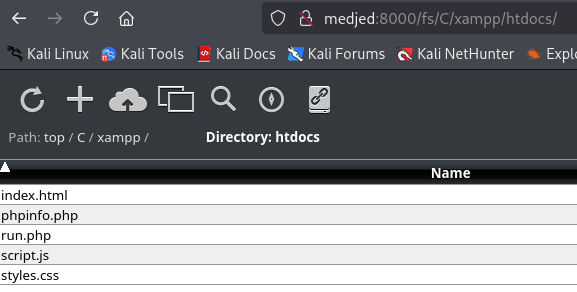 medjed:8000/fs/C/xampp/htdocs/
Kali Linux Kali Tools Kali Docs Kali Forums Kali NetHunter Explo
Path: top / C / xampp / Directory: htdocs
Name
index.html
phpinfo.php
run.php
script.js
styles.css